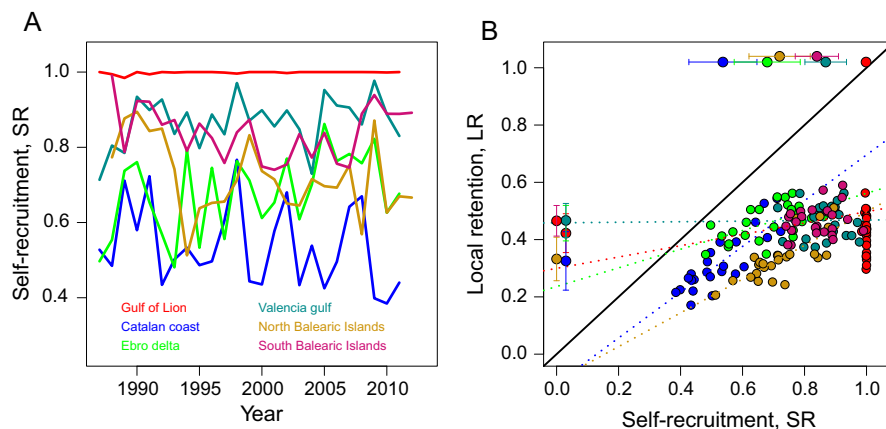 A
Self-recruitment, SR
1.0
0.8
0.6
0.4
Gulf of Lion
Catalan coast
Ebro delta
Valencia gulf
North Balearic Islands
South Balearic Islands
1990 1995 2000 2005 2010
Year
B
Local retention, LR
1.0
0.8
0.6
0.4
0.2
0.0
0.0 0.2 0.4 0.6 0.8 1.0
Self-recruitment, SR